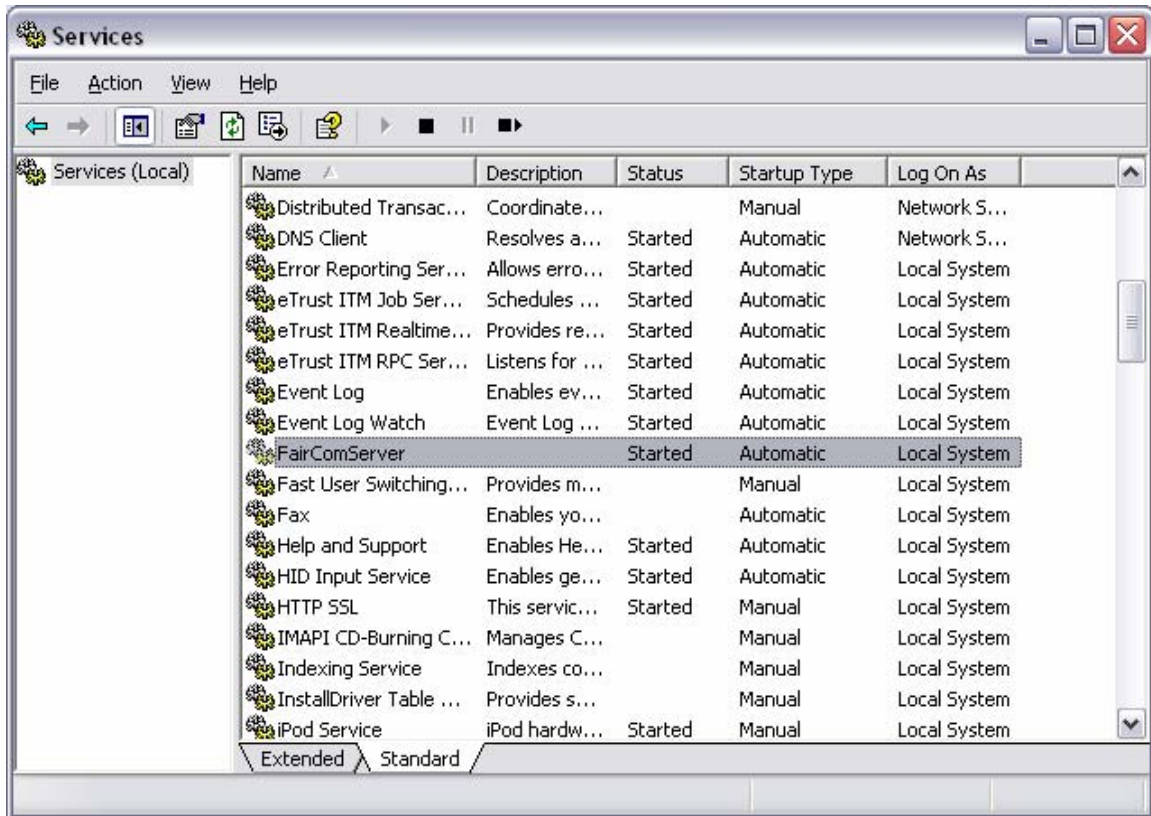 Services
File Action View Help
Services (Local)
Name Description Status Startup Type Log On As
Distributed Transac... Coordinate... Manual Network S...
DNS Client Resolves a... Started Automatic Network S...
Error Reporting Ser... Allows erro... Started Automatic Local System
eTrust ITM Job Ser... Schedules ... Started Automatic Local System
eTrust ITM Realtime... Provides re... Started Automatic Local System
eTrust ITM RPC Ser... Listens for ... Started Automatic Local System
Event Log Enables ev... Started Automatic Local System
Event Log Watch Event Log ... Started Automatic Local System
FairComServer Started Automatic Local System
Fast User Switching... Provides m... Manual Local System
Fax Enables yo... Automatic Local System
Help and Support Enables He... Started Automatic Local System
HID Input Service Enables ge... Started Automatic Local System
HTTP SSL This servic... Started Manual Local System
IMAPI CD-Burning C... Manages C... Manual Local System
Indexing Service Indexes co... Manual Local System
InstallDriver Table ... Provides s... Manual Local System
iPod Service iPod hardw... Started Manual Local System
Extended Standard